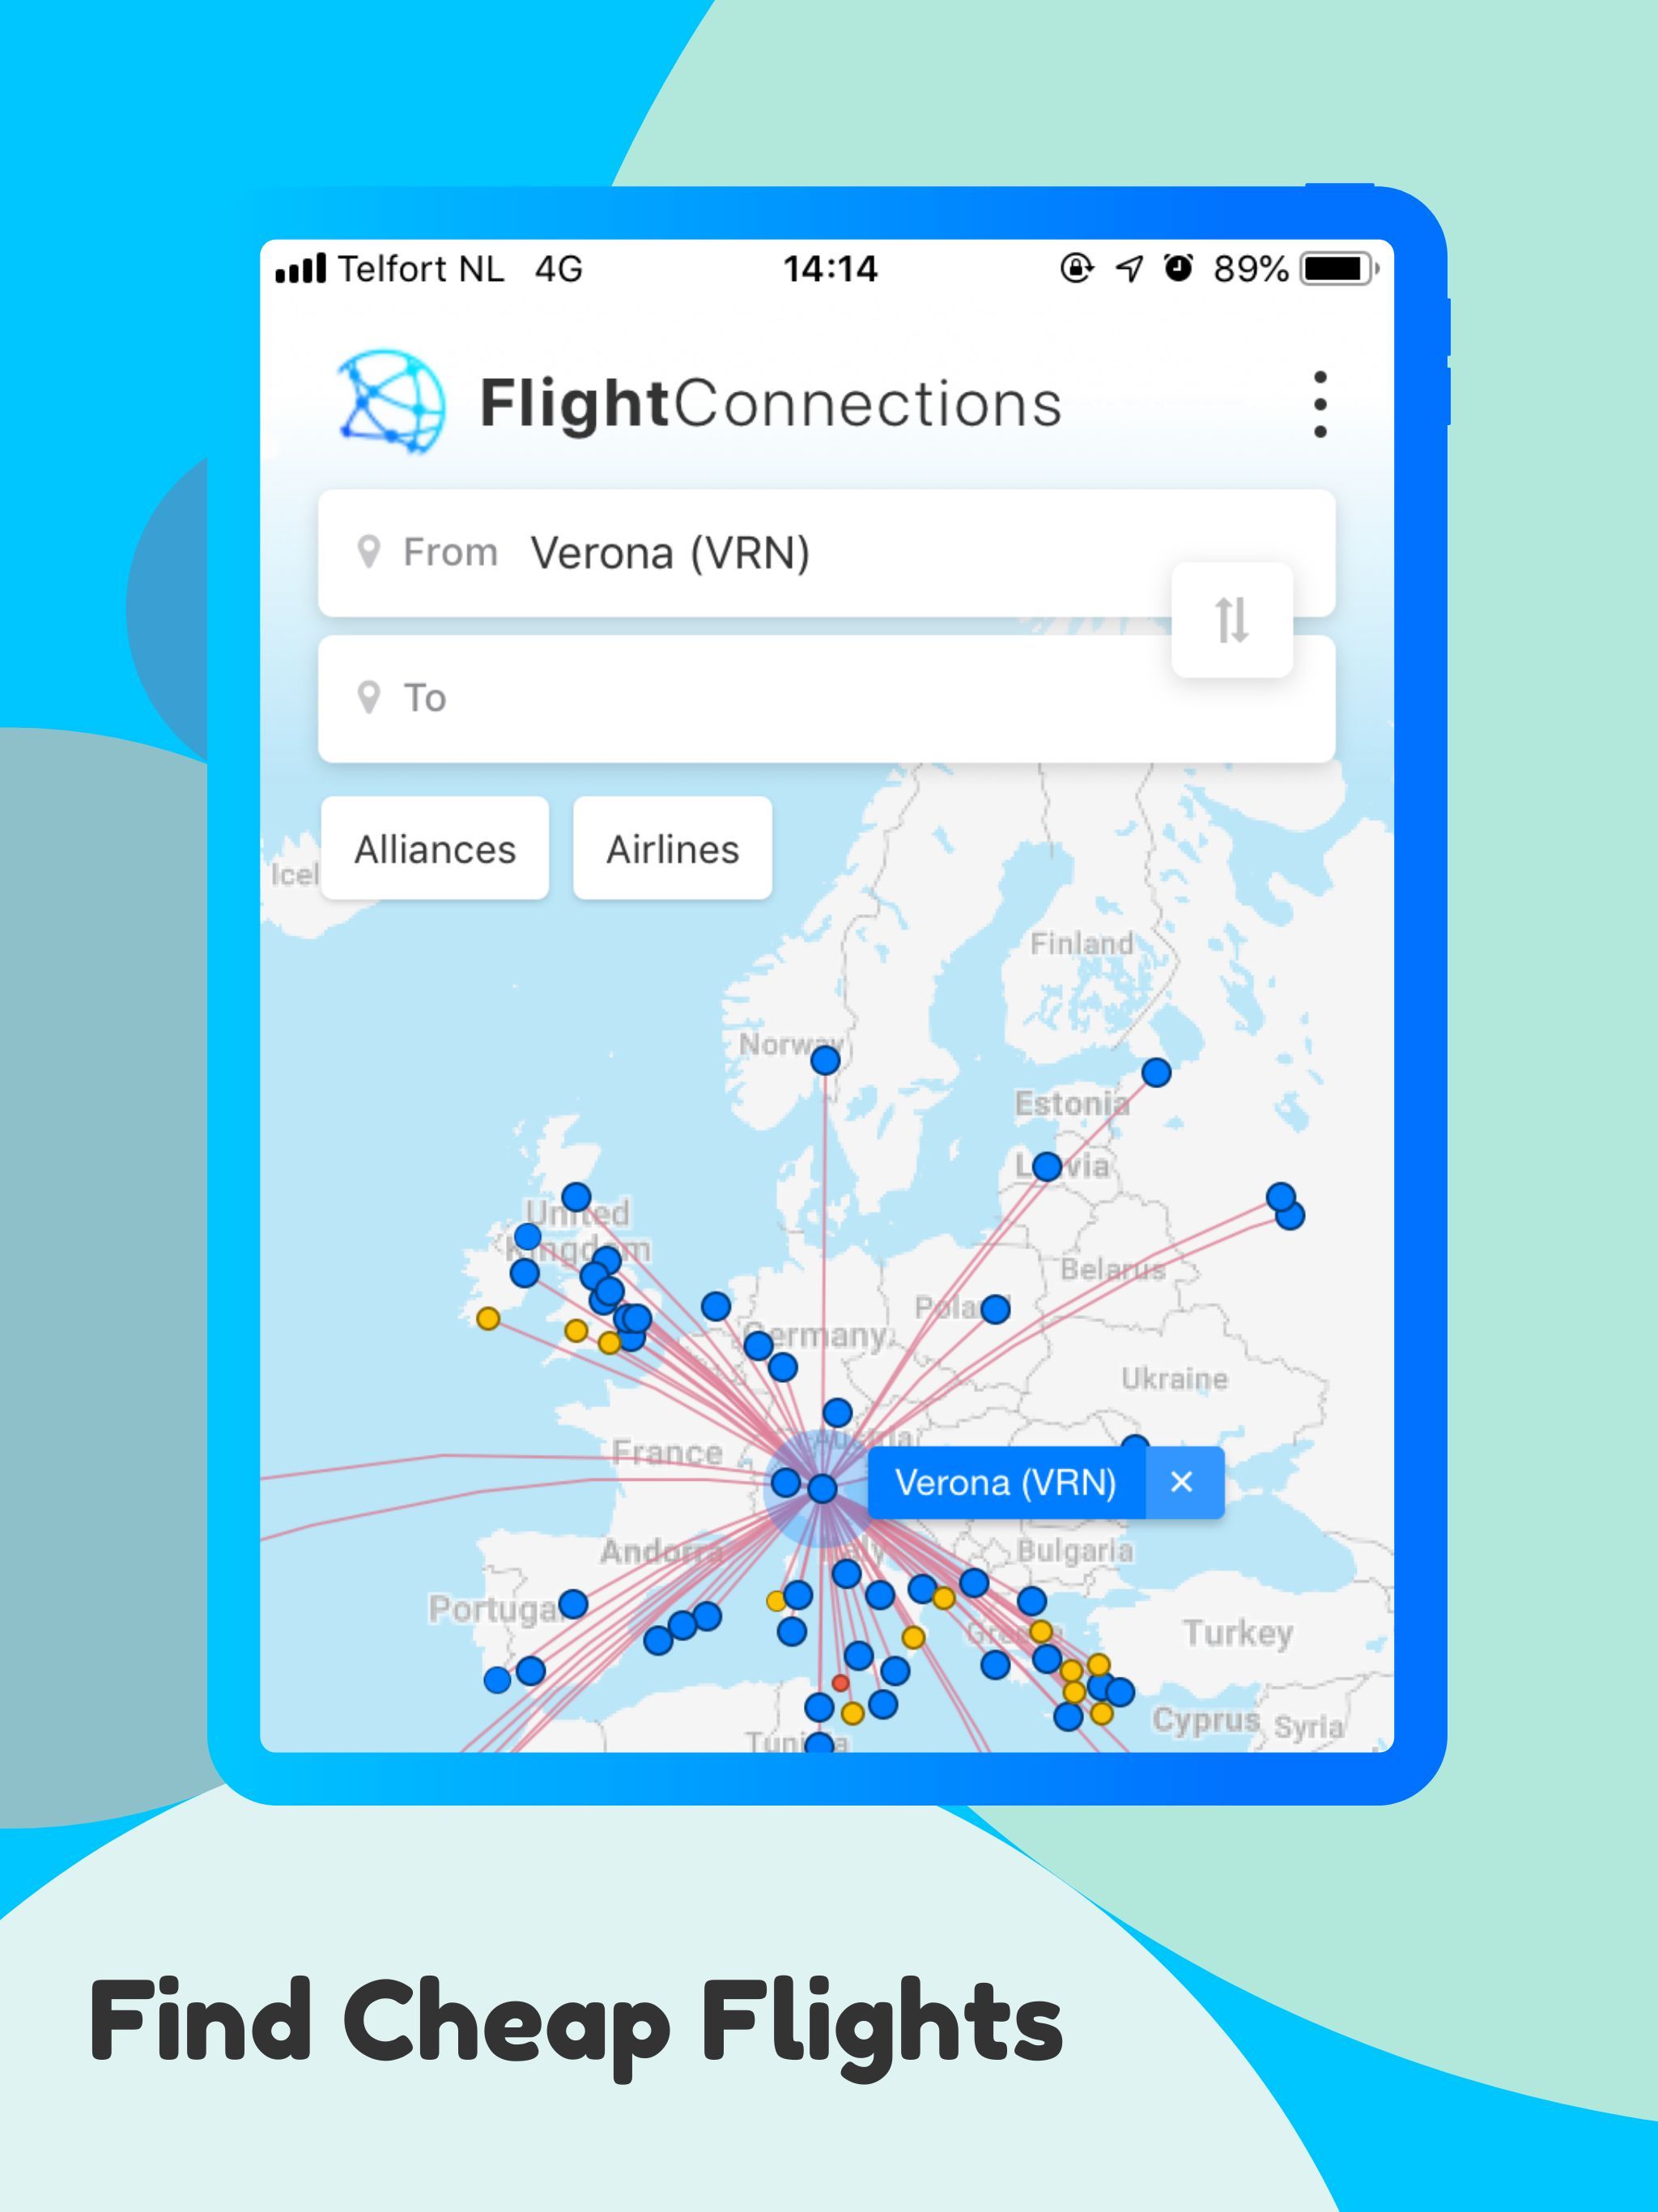 Telfort NL 4G 14:14 89%
FlightConnections
From Verona (VRN)
To
Alliances Airlines
Icel
Finland
Norway
Estonia
Latvia
United
Kingdom
Belarus
Poland
Germany
Ukraine
Austria
France
Verona (VRN) ×
Andorra Italy Bulgaria
Portugal
Greece Turkey
Cyprus Syria
Tunisia
Find Cheap Flights